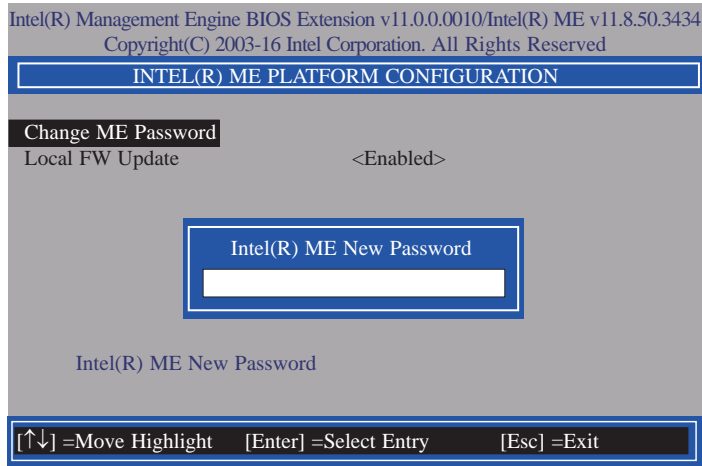 Intel(R) Management Engine BIOS Extension v11.0.0.0010/Intel(R) ME v11.8.50.3434
Copyright(C) 2003-16 Intel Corporation. All Rights Reserved
INTEL(R) ME PLATFORM CONFIGURATION
Change ME Password
Local FW Update <Enabled>
Intel(R) ME New Password
Intel(R) ME New Password
[↑↓] =Move Highlight [Enter] =Select Entry [Esc] =Exit